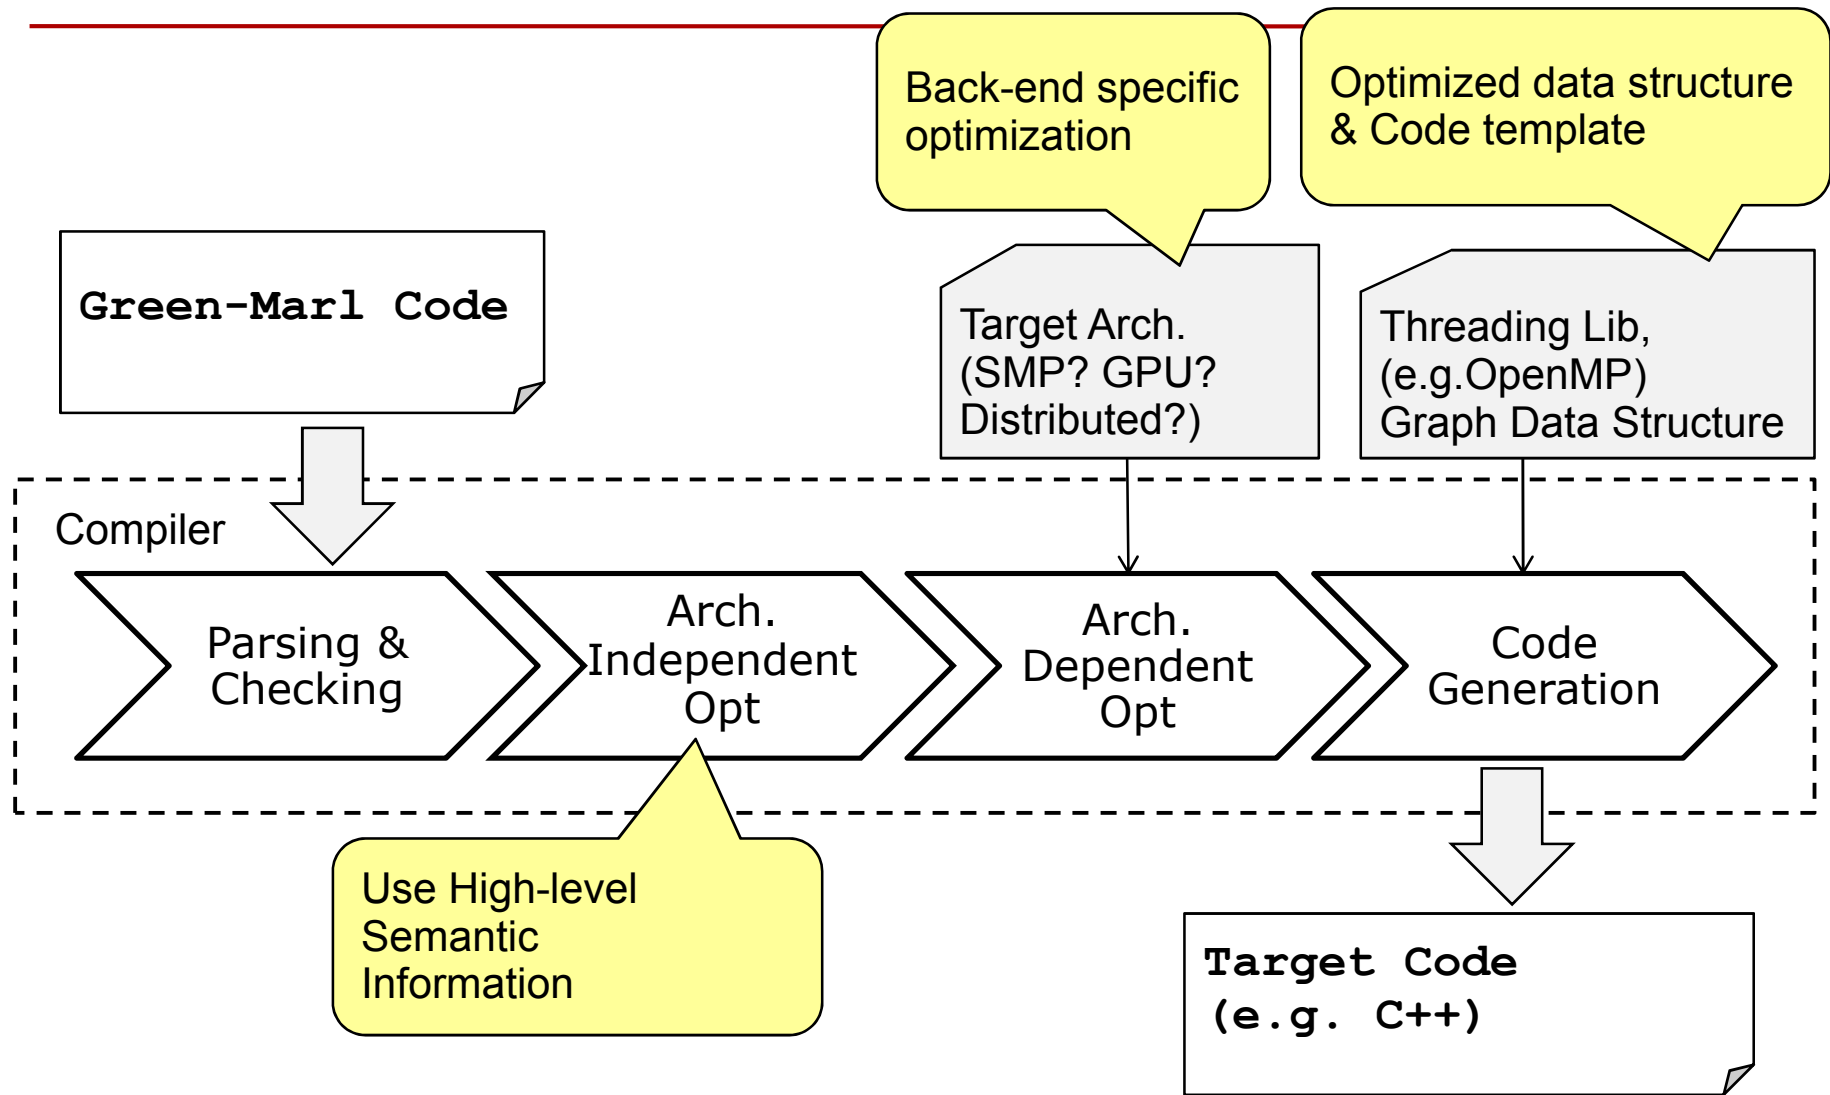 Back-end specific
optimization
Optimized data structure
& Code template
Green-Marl Code
Target Arch.
(SMP? GPU?
Distributed?)
Threading Lib,
(e.g.OpenMP)
Graph Data Structure
Compiler
Parsing &
Checking
Arch.
Independent
Opt
Arch.
Dependent
Opt
Code
Generation
Use High-level
Semantic
Information
Target Code
(e.g. C++)